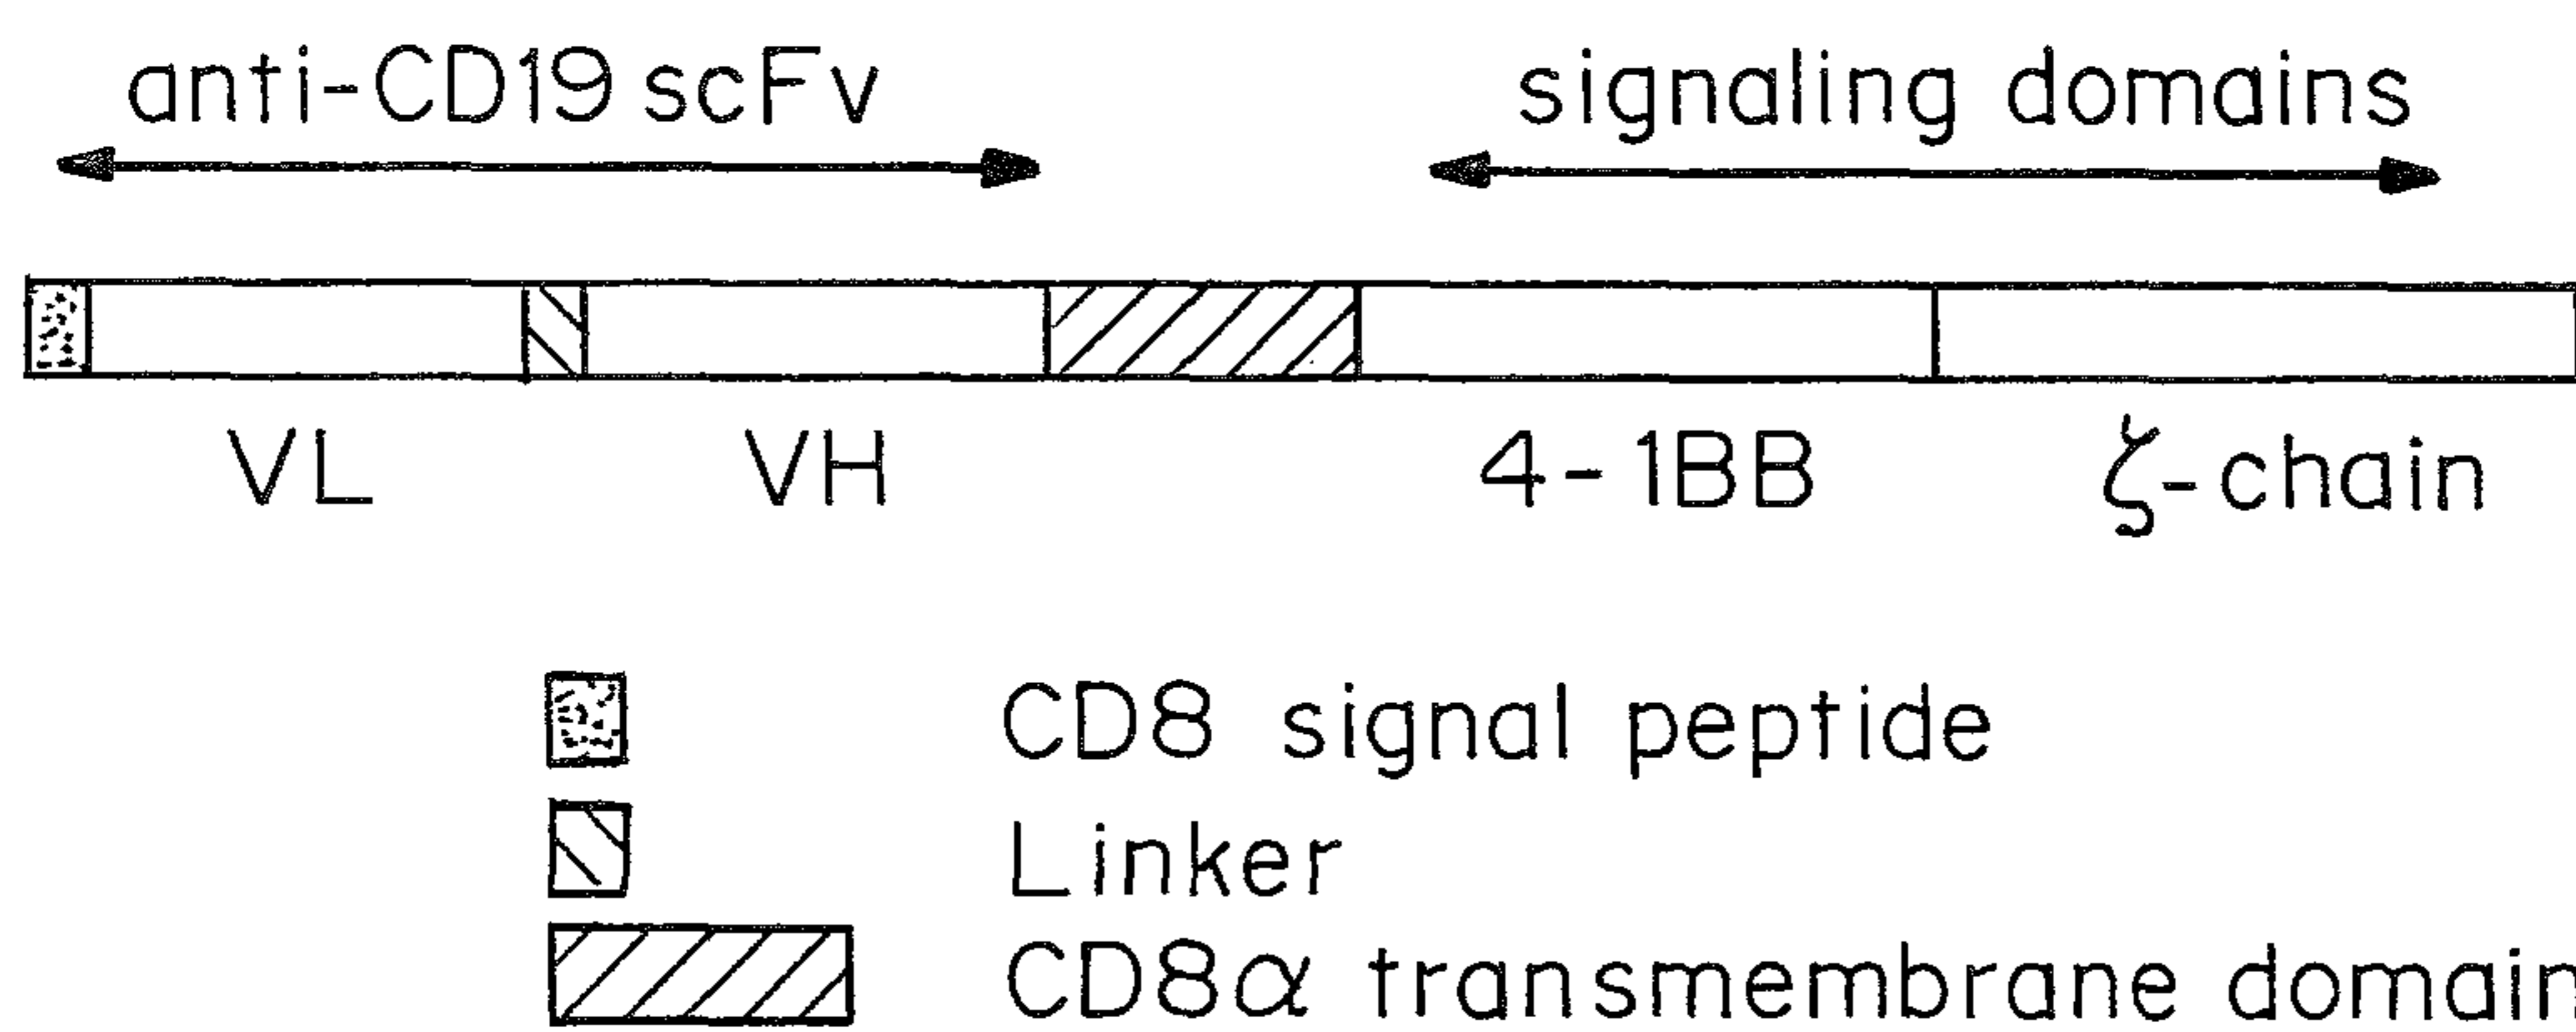 anti-CD19 scFv signaling domains
VL VH 4-1BB ζ-chain
CD8 signal peptide
Linker
CD8α transmembrane domain